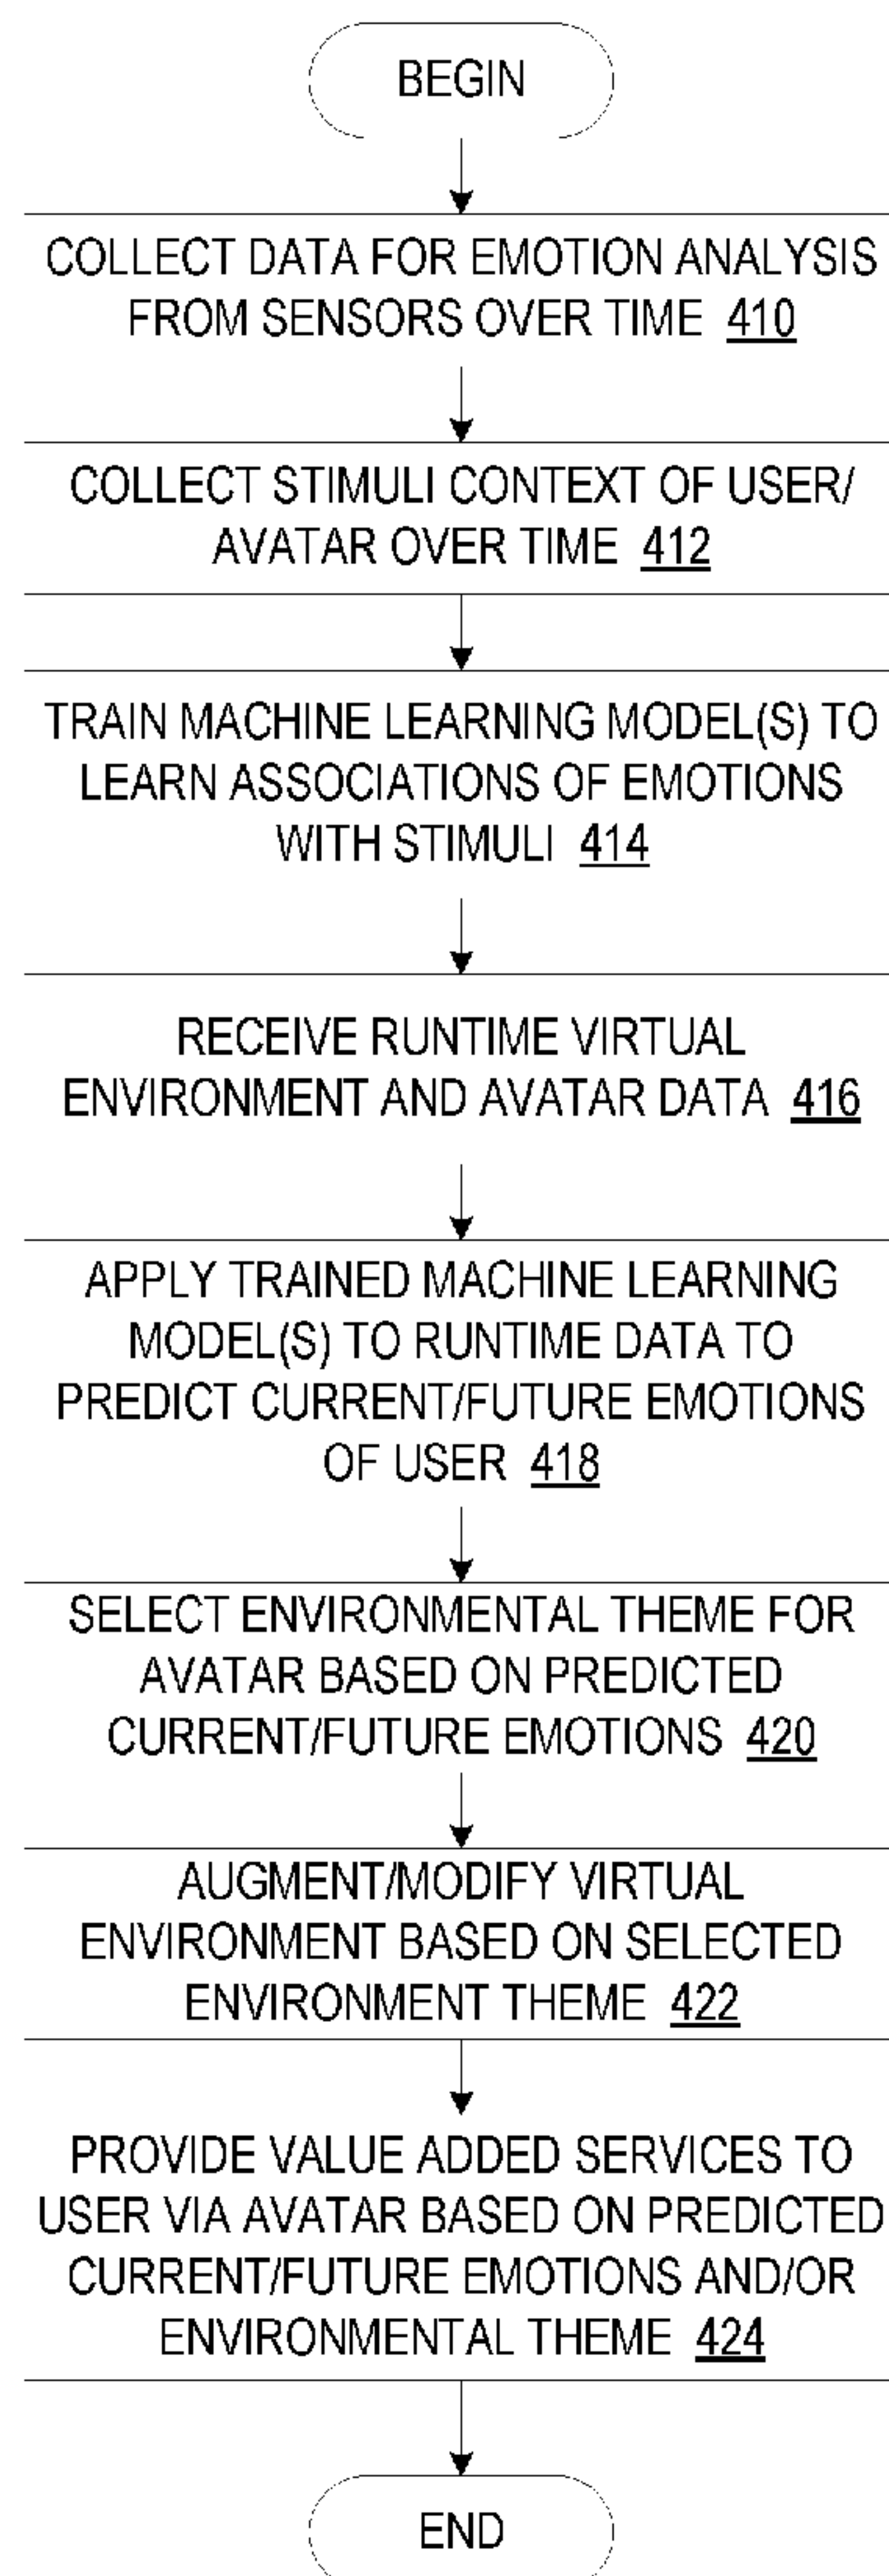 BEGIN
COLLECT DATA FOR EMOTION ANALYSIS
FROM SENSORS OVER TIME 410
COLLECT STIMULI CONTEXT OF USER/
AVATAR OVER TIME 412
TRAIN MACHINE LEARNING MODEL(S) TO
LEARN ASSOCIATIONS OF EMOTIONS
WITH STIMULI 414
RECEIVE RUNTIME VIRTUAL
ENVIRONMENT AND AVATAR DATA 416
APPLY TRAINED MACHINE LEARNING
MODEL(S) TO RUNTIME DATA TO
PREDICT CURRENT/FUTURE EMOTIONS
OF USER 418
SELECT ENVIRONMENTAL THEME FOR
AVATAR BASED ON PREDICTED
CURRENT/FUTURE EMOTIONS 420
AUGMENT/MODIFY VIRTUAL
ENVIRONMENT BASED ON SELECTED
ENVIRONMENT THEME 422
PROVIDE VALUE ADDED SERVICES TO
USER VIA AVATAR BASED ON PREDICTED
CURRENT/FUTURE EMOTIONS AND/OR
ENVIRONMENTAL THEME 424
END